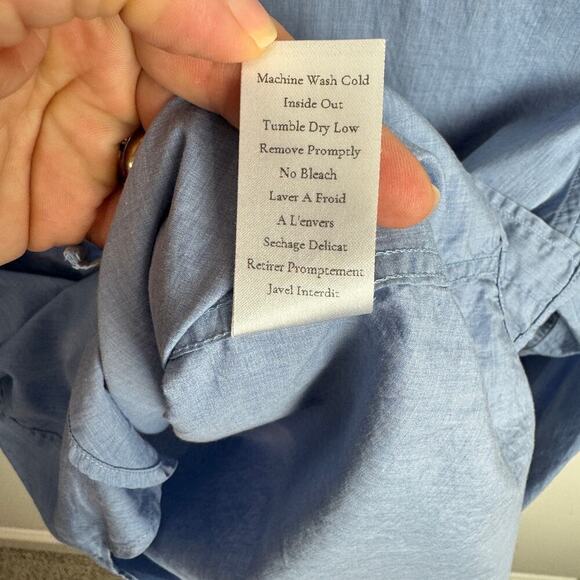 Machine Wash Cold
Inside Out
Tumble Dry Low
Remove Promptly
No Bleach
Laver A Froid
A L'envers
Sechage Delicat
Retirer Promptement
Javel Interdit